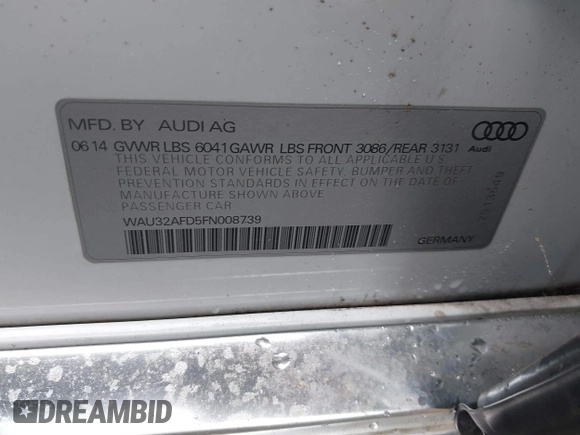 MFD. BY AUDI AG
06 14 GVWR LBS 6041 GAWR LBS FRONT 3086/REAR 3131
THIS VEHICLE CONFORMS TO ALL APPLICABLE U S
FEDERAL MOTOR VEHICLE SAFETY, BUMPER AND THEFT
PREVENTION STANDARDS IN EFFECT ON THE DATE OF
MANUFACTURE SHOWN ABOVE
PASSENGER CAR
WAU32AFD5FN008739
Audi
GERMANY
DREAMBID